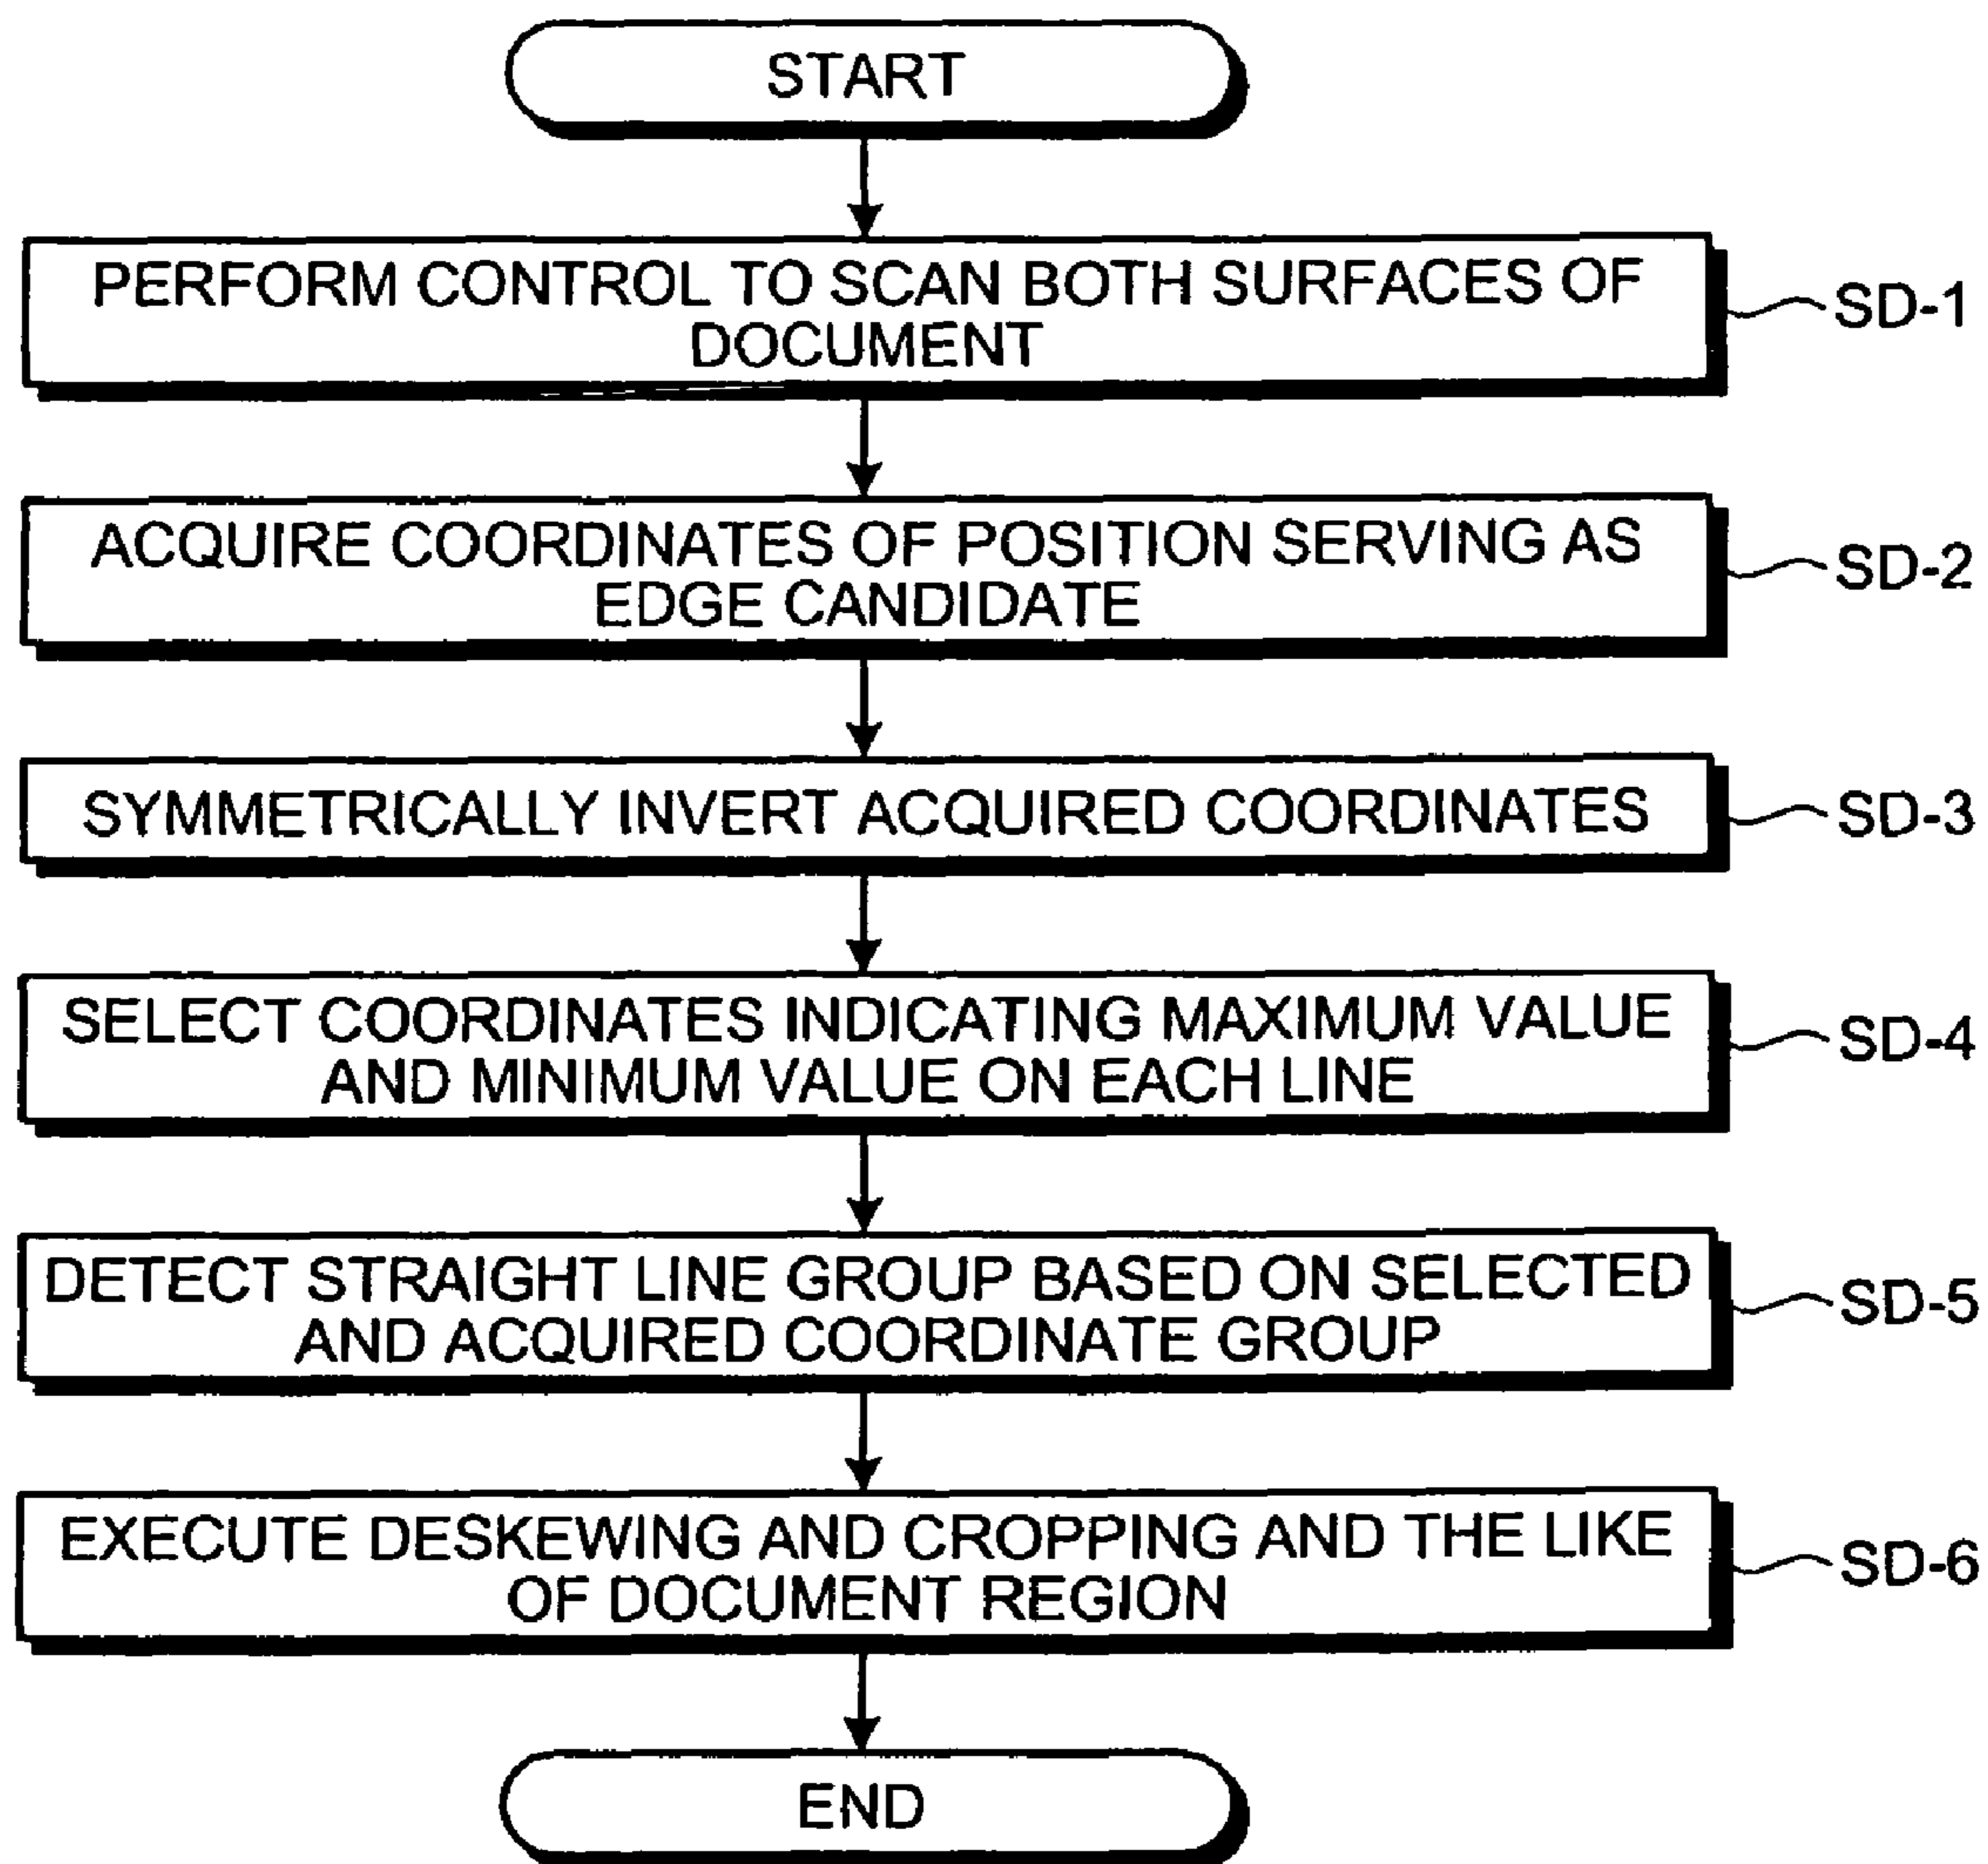 START
PERFORM CONTROL TO SCAN BOTH SURFACES OF
DOCUMENT
SD-1
ACQUIRE COORDINATES OF POSITION SERVING AS
EDGE CANDIDATE
SD-2
SYMMETRICALLY INVERT ACQUIRED COORDINATES
SD-3
SELECT COORDINATES INDICATING MAXIMUM VALUE
AND MINIMUM VALUE ON EACH LINE
SD-4
DETECT STRAIGHT LINE GROUP BASED ON SELECTED
AND ACQUIRED COORDINATE GROUP
SD-5
EXECUTE DESKEWING AND CROPPING AND THE LIKE
OF DOCUMENT REGION
SD-6
END